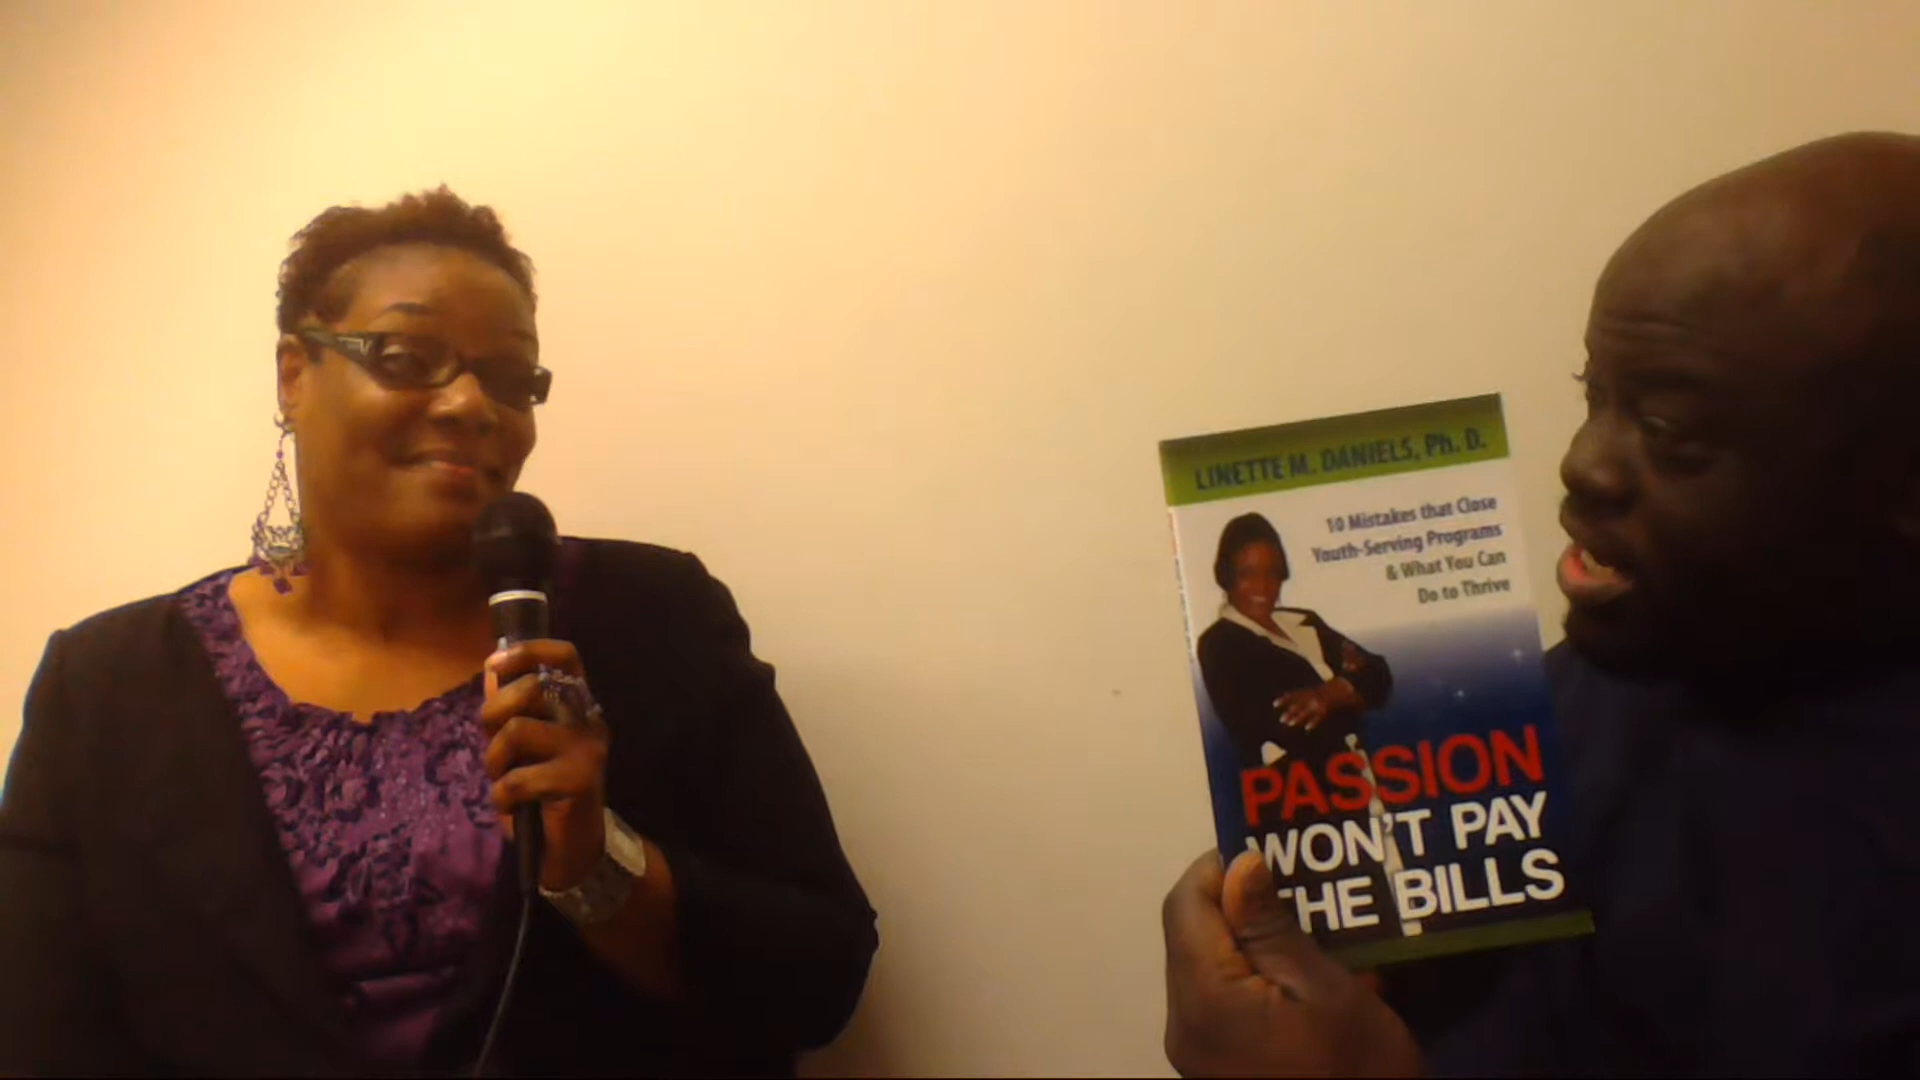 LINETTE M. DANIELS, Ph. D.
10 Mistakes that Close
Youth-Serving Programs
& What You Can
Do to Thrive
PASSION
WON'T PAY
THE BILLS